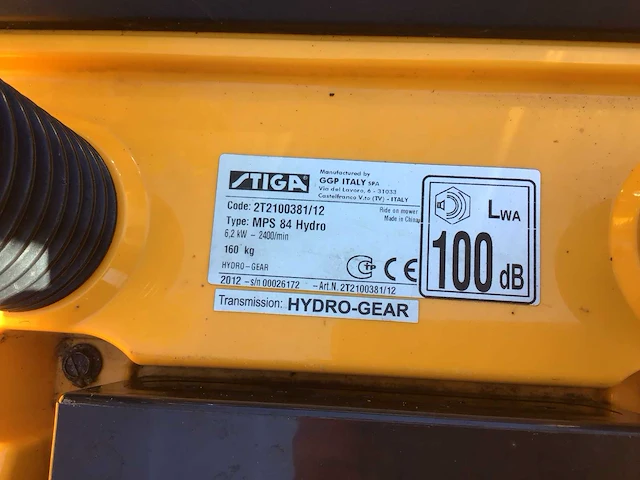 STIGA
Manufactured by
GGP ITALY SPA
Via del Lavoro, 6 - 31033
Castelfranco V.to (TV) - ITALY
Code: 2T2100381/12
Ride on mower
Made in China
Type: MPS 84 Hydro
6,2 kW - 2400/min
160 kg
HYDRO-GEAR
CE
2012 - s/n 00026172 - Art.N. 2T2100381/12
LWA
100 dB
Transmission: HYDRO-GEAR